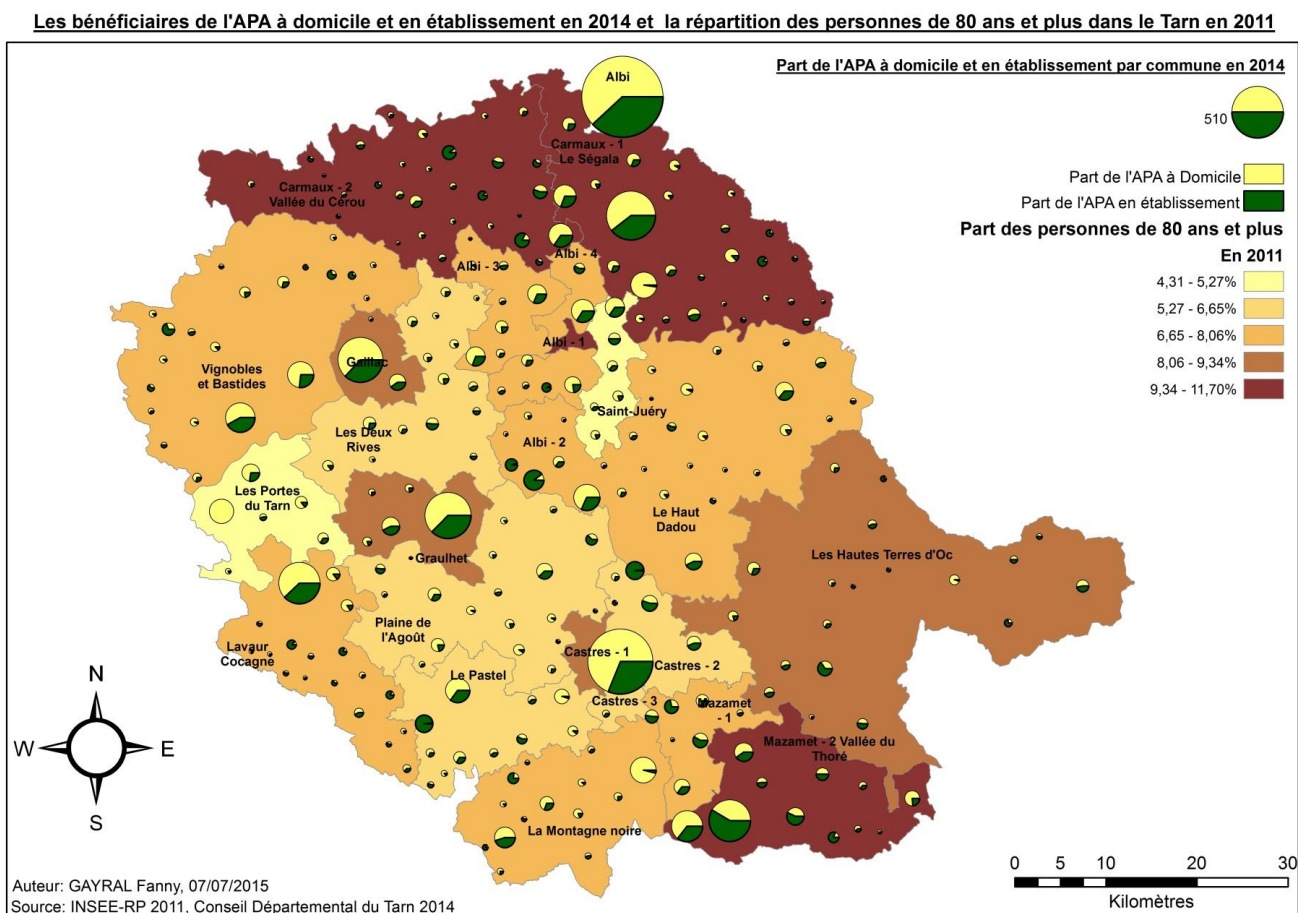 Les bénéficiaires de l'APA à domicile et en établissement en 2014 et la répartition des personnes de 80 ans et plus dans le Tarn en 2011
Part de l'APA à domicile et en établissement par commune en 2014
510
Part de l'APA à Domicile
Part de l'APA en établissement
Part des personnes de 80 ans et plus
En 2011
4,31 - 5,27%
5,27 - 6,65%
6,65 - 8,06%
8,06 - 9,34%
9,34 - 11,70%
Albi
Carmaux - 1
Le Ségala
Carmaux - 2
Vallée du Cérou
Albi - 3
Albi - 4
Albi - 1
Gaillac
Vignobles
et Bastides
Saint-Juéry
Les Deux
Rives
Albi - 2
Les Portes
du Tarn
Le Haut
Dadou
Graulhet
Les Hautes Terres d'Oc
Plaine de
l'Agoût
Lavaur
Cocagne
Castres - 1
Castres - 2
Le Pastel
Castres - 3
Mazamet
- 1
Mazamet - 2 Vallée du
Thoré
La Montagne noire
N
W
E
S
0 5 10 20 30
Kilomètres
Auteur: GAYRAL Fanny, 07/07/2015
Source: INSEE-RP 2011, Conseil Départemental du Tarn 2014